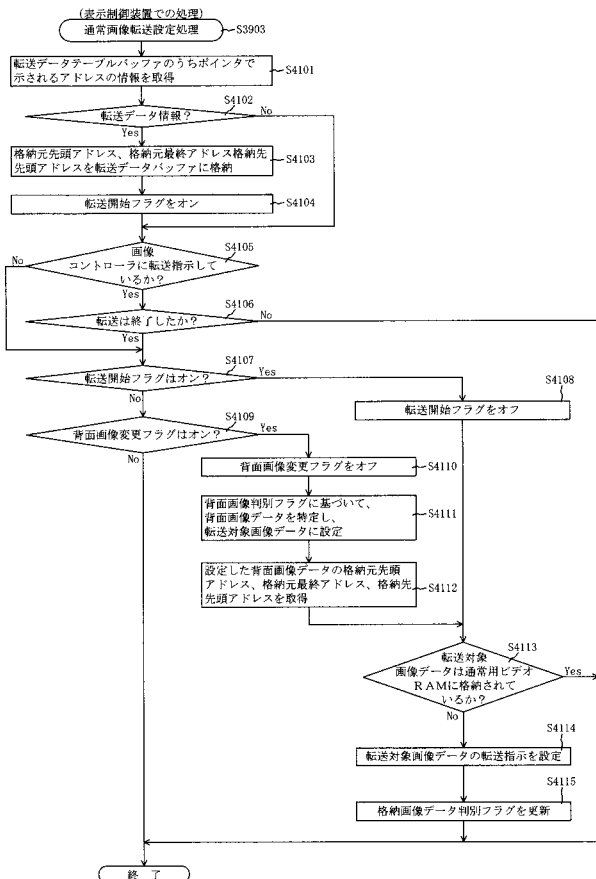 (表示制御装置での処理)
通常画像転送設定処理
S3903
転送データテーブルバッファのうちポインタで
示されるアドレスの情報を取得
S4101
S4102
転送データ情報?
No
Yes
格納元先頭アドレス、格納元最終アドレス格納先
先頭アドレスを転送データバッファに格納
S4103
転送開始フラグをオン
S4104
S4105
画像
コントローラに転送指示して
いるか?
No
Yes
S4106
転送は終了したか?
No
Yes
S4107
転送開始フラグはオン?
Yes
No
S4108
転送開始フラグをオフ
S4109
背面画像変更フラグはオン?
Yes
No
背面画像変更フラグをオフ
S4110
背面画像判別フラグに基づいて、
背面画像データを特定し、
転送対象画像データに設定
S4111
設定した背面画像データの格納元先頭
アドレス、格納元最終アドレス、格納先
先頭アドレスを取得
S4112
S4113
転送対象
画像データは通常用ビデオ
RAMに格納されて
いるか?
Yes
No
S4114
転送対象画像データの転送指示を設定
S4115
格納画像データ判別フラグを更新
終 了